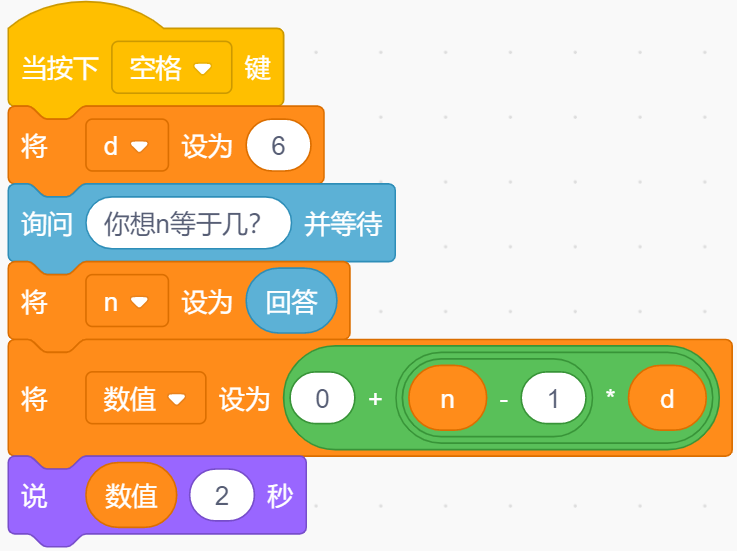 当按下 空格 键
将 d 设为 6
询问 你想n等于几? 并等待
将 n 设为 回答
将 数值 设为 0 + n - 1 * d
说 数值 2 秒